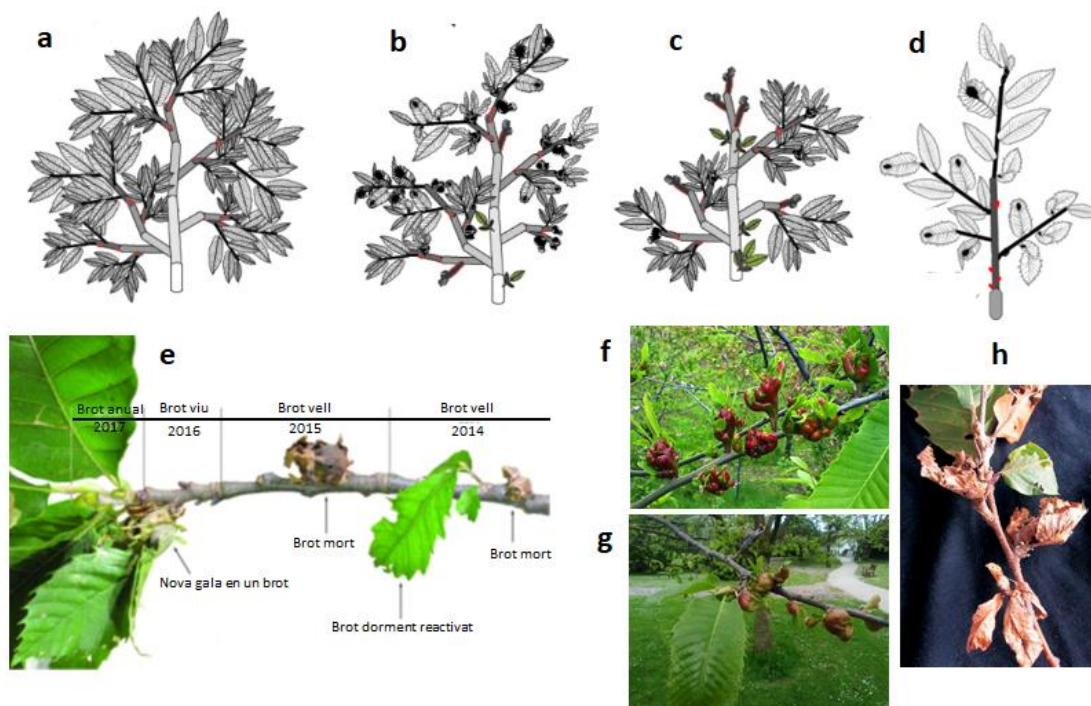 a
b
c
d
e
Brot anual
2017
Brot viu
2016
Brot vell
2015
Brot vell
2014
Brot mort
Brot mort
Nova gala en un brot
Brot dorment reactivat
f
g
h